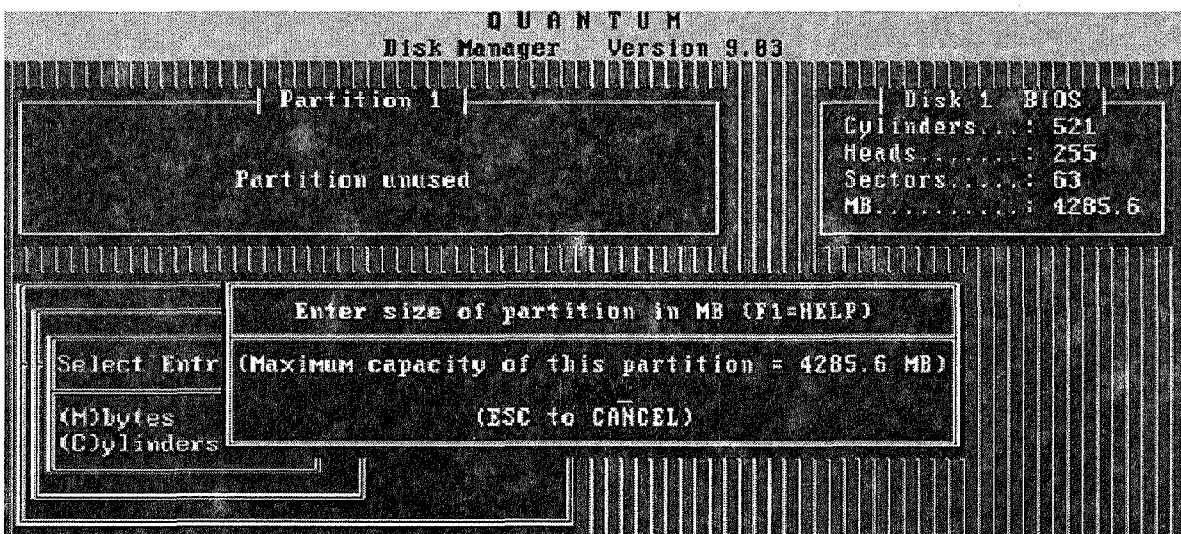 QUANTUM
Disk Manager Version 9.03
Partition 1
Partition unused
Disk 1 BIOS
Cylinders...: 521
Heads.......: 255
Sectors.....: 63
MB..........: 4285.6
Enter size of partition in MB (F1=HELP)
(Maximum capacity of this partition = 4285.6 MB)
(ESC to CANCEL)
Select Entr
(M)bytes
(C)ylinders